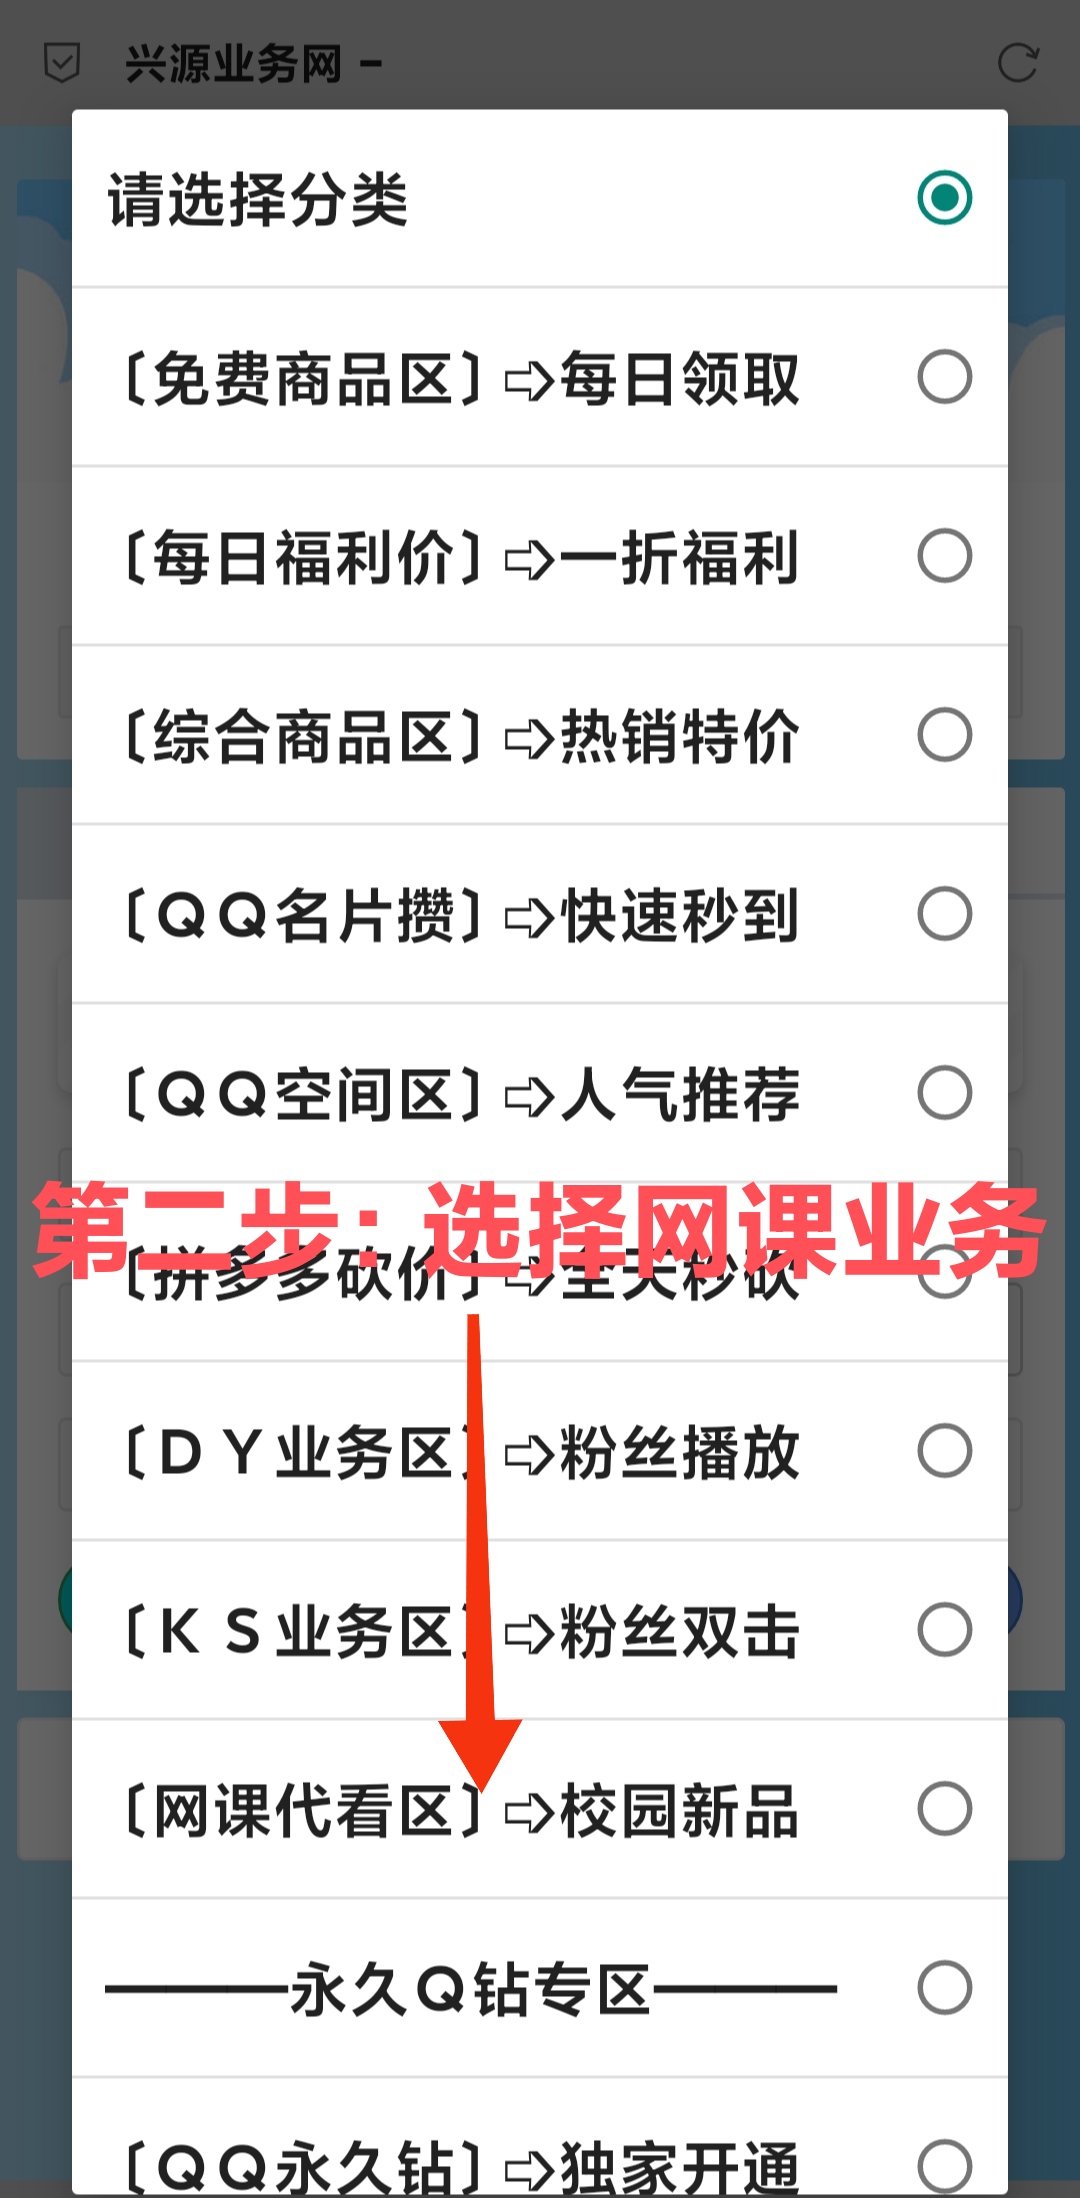 兴源业务网 -
请选择分类
〔免费商品区〕➩每日领取
〔每日福利价〕➩一折福利
〔综合商品区〕➩热销特价
〔ＱＱ名片攒〕➩快速秒到
〔ＱＱ空间区〕➩人气推荐
第二步：选择网课业务
〔拼多多砍价〕➩全天秒砍
〔ＤＹ业务区〕➩粉丝播放
〔ＫＳ业务区〕➩粉丝双击
〔网课代看区〕➩校园新品
———永久Ｑ钻专区———
〔ＱＱ永久钻〕➩独家开通